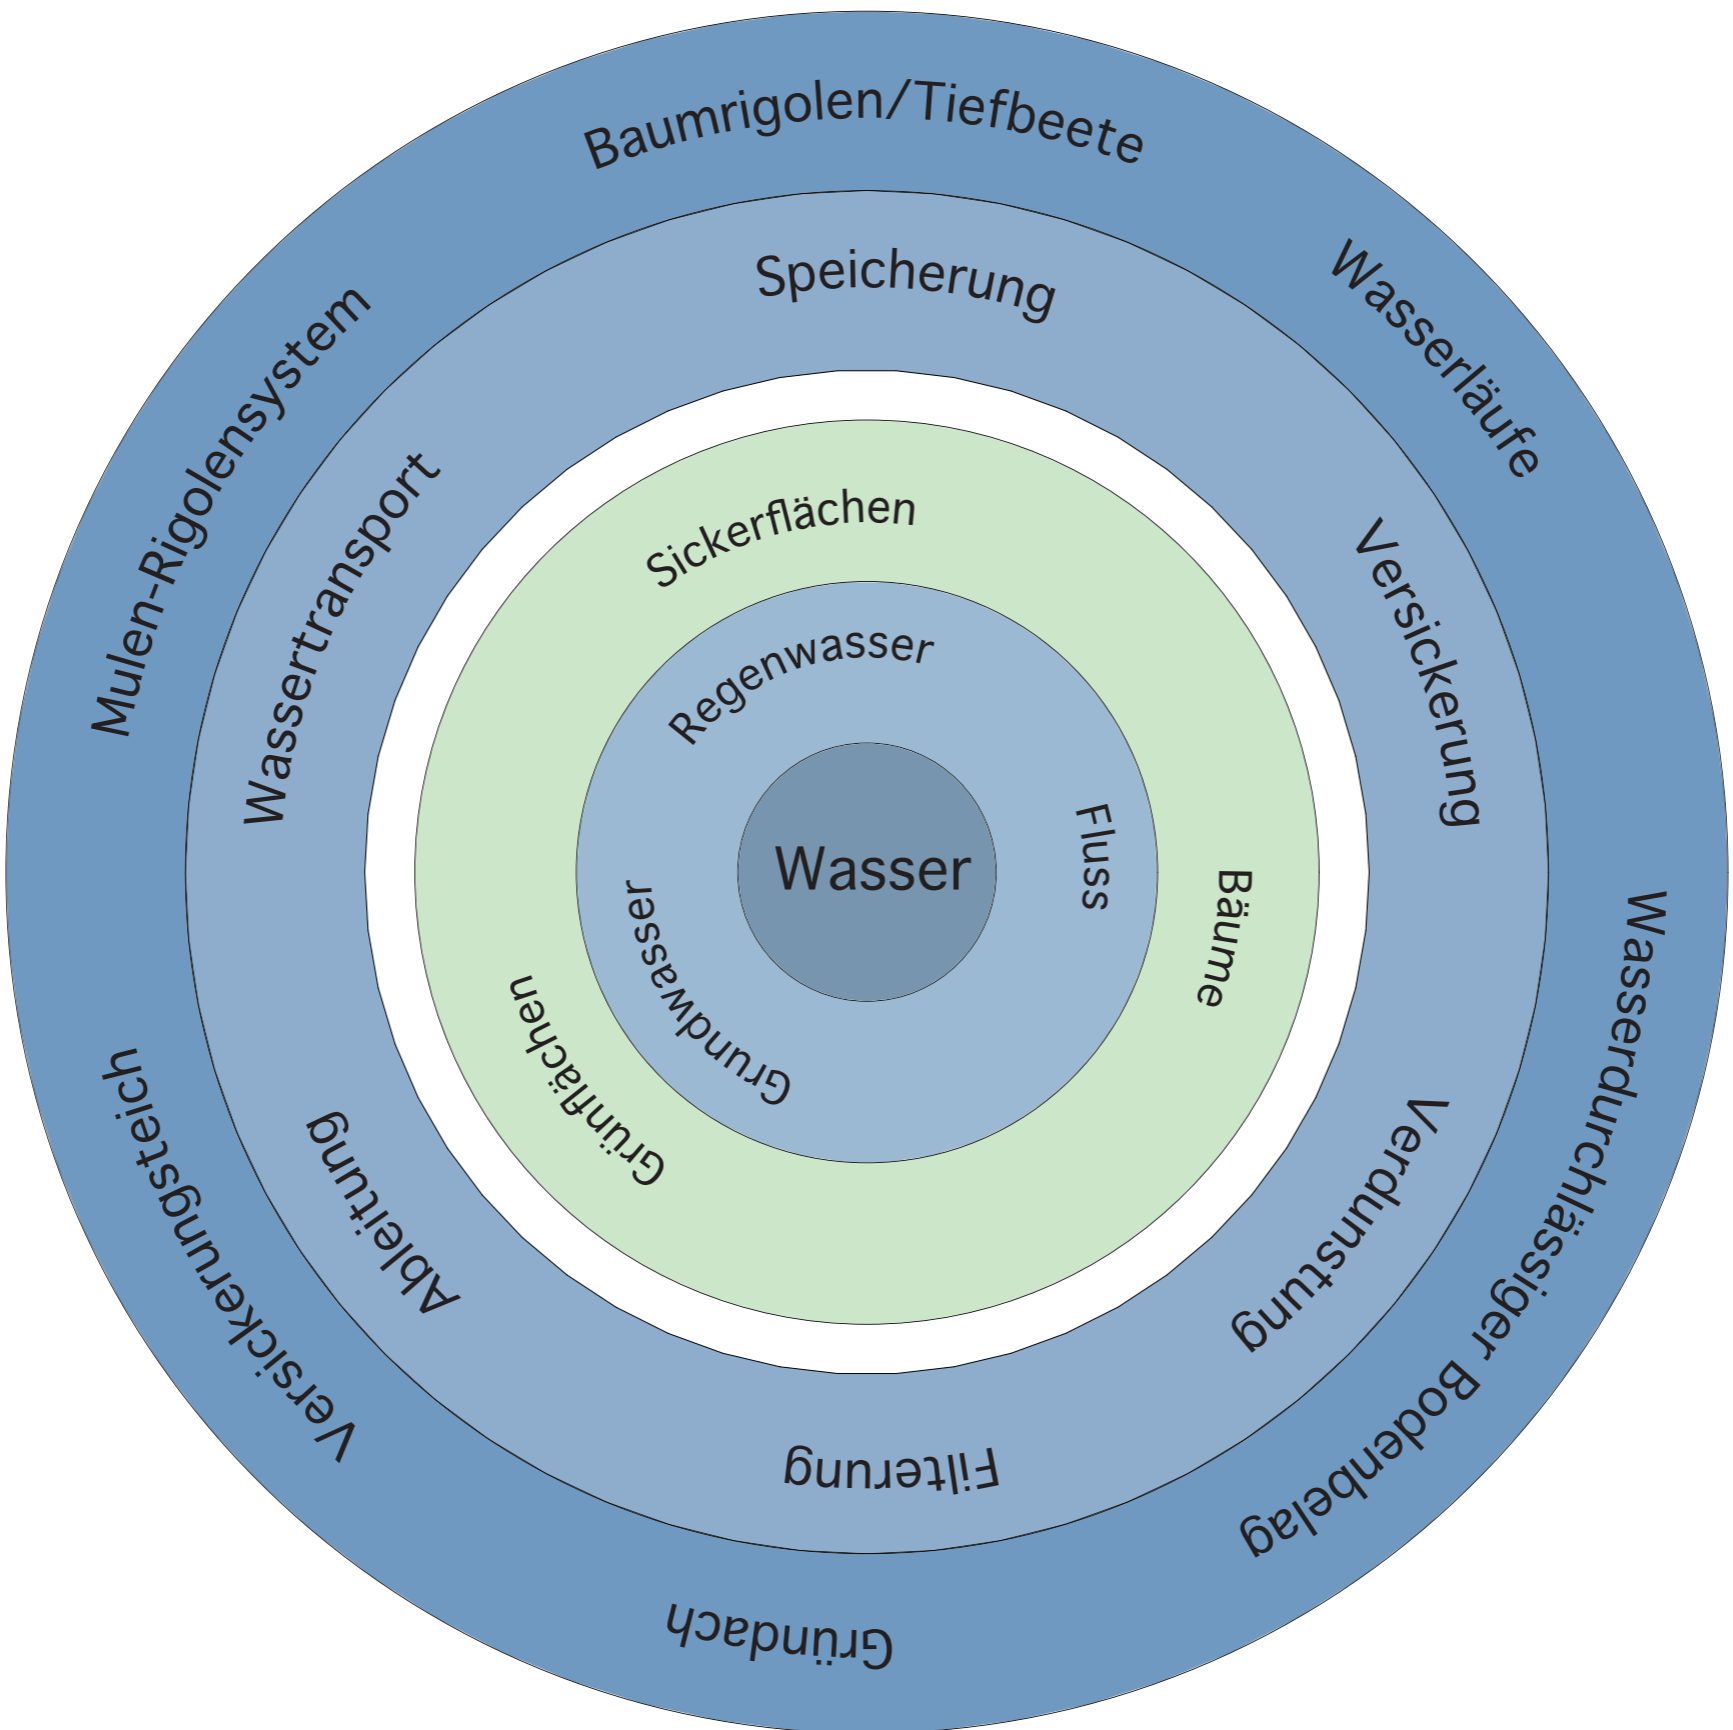 Baumrigolen/Tiefbeete
Wasserläufe
Wasserdurchlässiger Bodenbelag
Gründach
Versickerungsteich
Mulen-Rigolensystem
Speicherung
Versickerung
Verdunstung
Filterung
Ableitung
Wassertransport
Sickerflächen
Bäume
Grünflächen
Regenwasser
Fluss
Grundwasser
Wasser